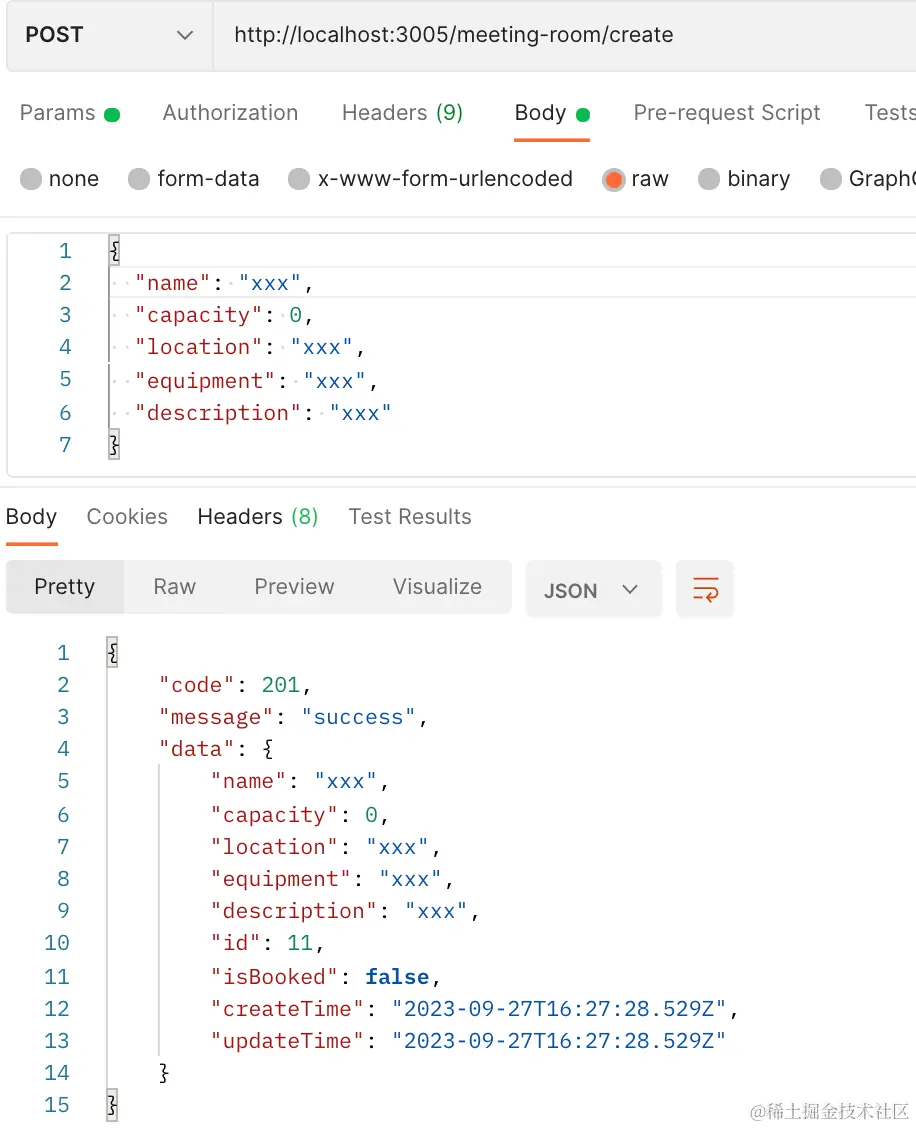 POST http://localhost:3005/meeting-room/create
Params Authorization Headers (9) Body Pre-request Script Tests
none form-data x-www-form-urlencoded raw binary GraphQ
1 {
2 "name": "xxx",
3 "capacity": 0,
4 "location": "xxx",
5 "equipment": "xxx",
6 "description": "xxx"
7 }
Body Cookies Headers (8) Test Results
Pretty Raw Preview Visualize JSON
1 {
2 "code": 201,
3 "message": "success",
4 "data": {
5 "name": "xxx",
6 "capacity": 0,
7 "location": "xxx",
8 "equipment": "xxx",
9 "description": "xxx",
10 "id": 11,
11 "isBooked": false,
12 "createTime": "2023-09-27T16:27:28.529Z",
13 "updateTime": "2023-09-27T16:27:28.529Z"
14 }
15 }
@稀土掘金技术社区